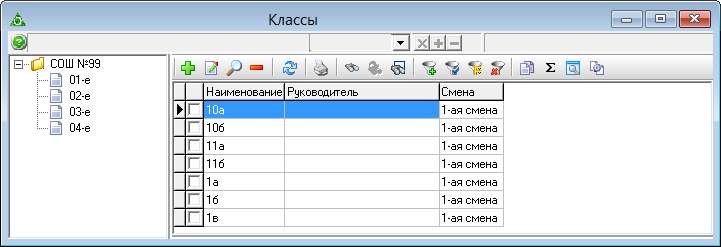 Классы
СОШ №99
01-е
02-е
03-е
04-е
Наименование Руководитель Смена
10а 1-ая смена
10б 1-ая смена
11а 1-ая смена
11б 1-ая смена
1а 1-ая смена
1б 1-ая смена
1в 1-ая смена